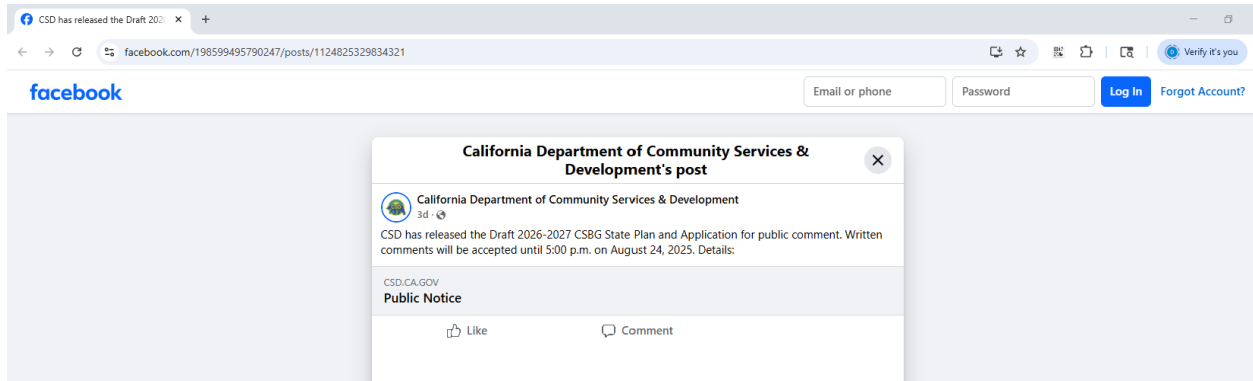 CSD has released the Draft 202
facebook.com/198599495790247/posts/1124825329834321
Verify it's you
facebook
Email or phone
Password
Log In
Forgot Account?
California Department of Community Services &
Development's post
California Department of Community Services & Development
3d ·
CSD has released the Draft 2026-2027 CSBG State Plan and Application for public comment. Written
comments will be accepted until 5:00 p.m. on August 24, 2025. Details:
CSD.CA.GOV
Public Notice
Like
Comment